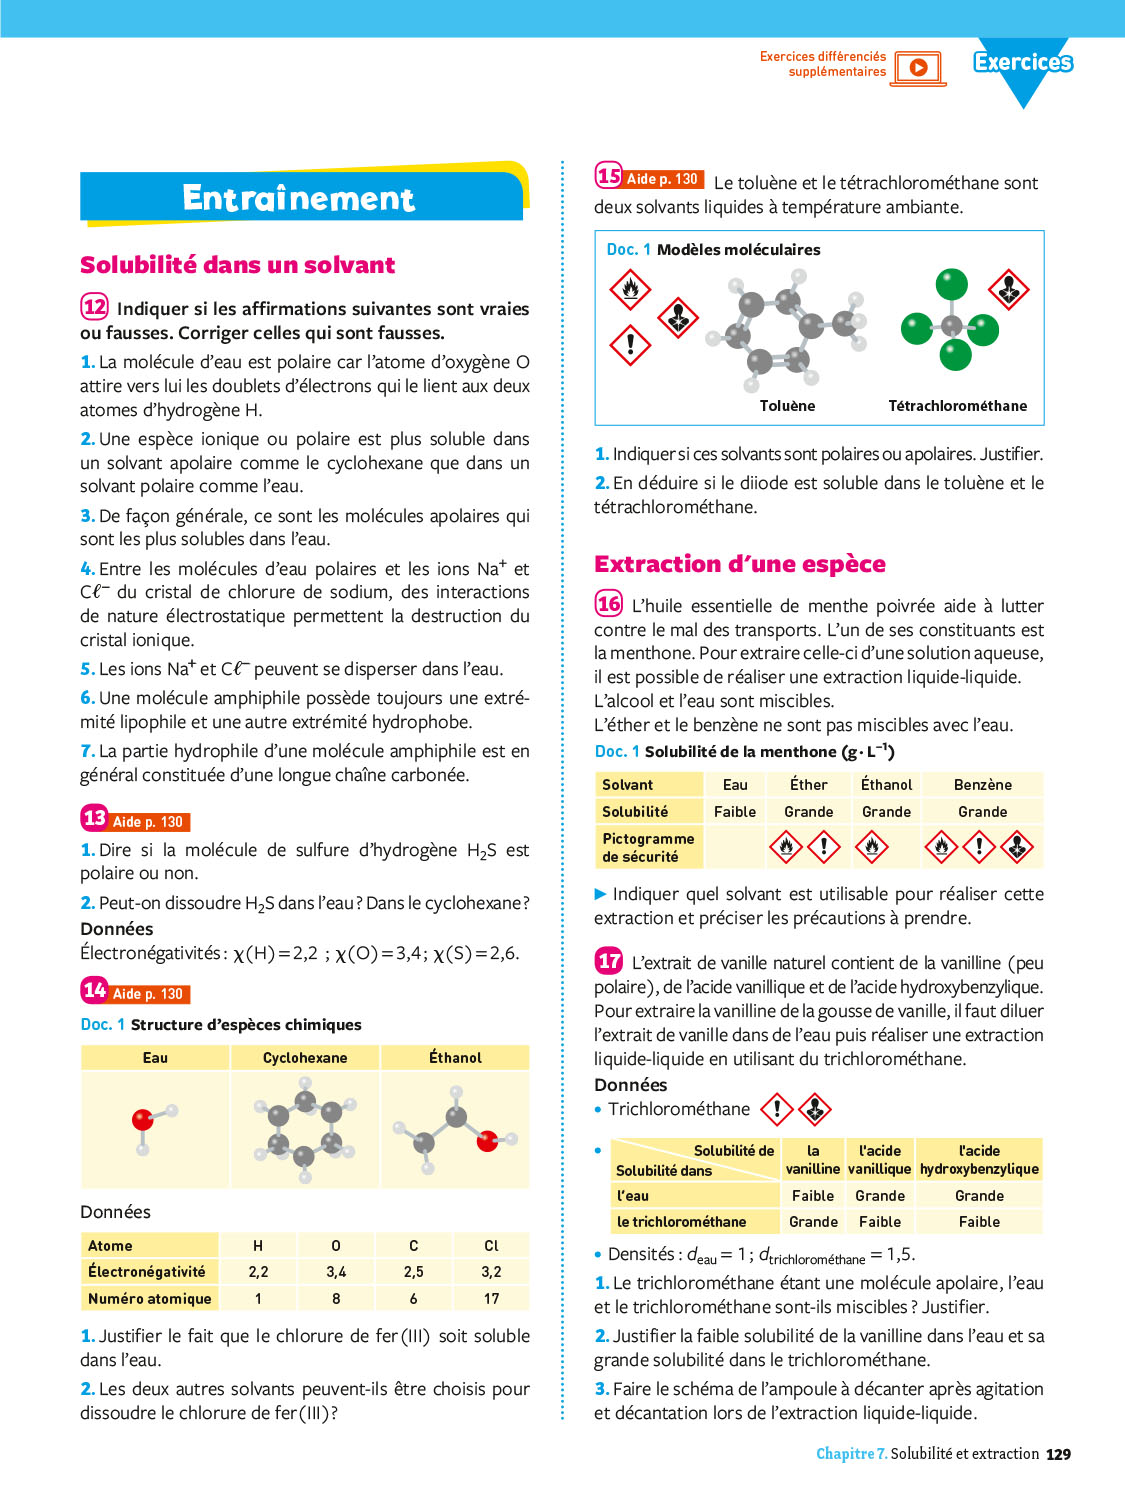 Exercices différenciés
supplémentaires
Exercices
Entraînement
Solubilité dans un solvant
12 Indiquer si les affirmations suivantes sont vraies
ou fausses. Corriger celles qui sont fausses.
1. La molécule d'eau est polaire car l'atome d'oxygène O
attire vers lui les doublets d'électrons qui le lient aux deux
atomes d'hydrogène H.
2. Une espèce ionique ou polaire est plus soluble dans
un solvant apolaire comme le cyclohexane que dans un
solvant polaire comme l'eau.
3. De façon générale, ce sont les molécules apolaires qui
sont les plus solubles dans l'eau.
4. Entre les molécules d'eau polaires et les ions Na⁺ et
Cℓ⁻ du cristal de chlorure de sodium, des interactions
de nature électrostatique permettent la destruction du
cristal ionique.
5. Les ions Na⁺ et Cℓ⁻ peuvent se disperser dans l'eau.
6. Une molécule amphiphile possède toujours une extré-
mité lipophile et une autre extrémité hydrophobe.
7. La partie hydrophile d'une molécule amphiphile est en
général constituée d'une longue chaîne carbonée.
13 Aide p. 130
1. Dire si la molécule de sulfure d'hydrogène H₂S est
polaire ou non.
2. Peut-on dissoudre H₂S dans l'eau ? Dans le cyclohexane ?
Données
Électronégativités : χ(H) = 2,2 ; χ(O) = 3,4 ; χ(S) = 2,6.
14 Aide p. 130
Doc. 1 Structure d'espèces chimiques
Eau Cyclohexane Éthanol
Données
Atome H O C Cl
Électronégativité 2,2 3,4 2,5 3,2
Numéro atomique 1 8 6 17
1. Justifier le fait que le chlorure de fer (III) soit soluble
dans l'eau.
2. Les deux autres solvants peuvent-ils être choisis pour
dissoudre le chlorure de fer (III) ?
15 Aide p. 130 Le toluène et le tétrachlorométhane sont
deux solvants liquides à température ambiante.
Doc. 1 Modèles moléculaires
Toluène Tétrachlorométhane
1. Indiquer si ces solvants sont polaires ou apolaires. Justifier.
2. En déduire si le diiode est soluble dans le toluène et le
tétrachlorométhane.
Extraction d'une espèce
16 L'huile essentielle de menthe poivrée aide à lutter
contre le mal des transports. L'un de ses constituants est
la menthone. Pour extraire celle-ci d'une solution aqueuse,
il est possible de réaliser une extraction liquide-liquide.
L'alcool et l'eau sont miscibles.
L'éther et le benzène ne sont pas miscibles avec l'eau.
Doc. 1 Solubilité de la menthone (g · L⁻¹)
Solvant Eau Éther Éthanol Benzène
Solubilité Faible Grande Grande Grande
Pictogramme
de sécurité
► Indiquer quel solvant est utilisable pour réaliser cette
extraction et préciser les précautions à prendre.
17 L'extrait de vanille naturel contient de la vanilline (peu
polaire), de l'acide vanillique et de l'acide hydroxybenzylique.
Pour extraire la vanilline de la gousse de vanille, il faut diluer
l'extrait de vanille dans de l'eau puis réaliser une extraction
liquide-liquide en utilisant du trichlorométhane.
Données
• Trichlorométhane
• Solubilité de la l'acide l'acide
Solubilité dans vanilline vanillique hydroxybenzylique
l'eau Faible Grande Grande
le trichlorométhane Grande Faible Faible
• Densités : d eau = 1 ; d trichlorométhane = 1,5.
1. Le trichlorométhane étant une molécule apolaire, l'eau
et le trichlorométhane sont-ils miscibles ? Justifier.
2. Justifier la faible solubilité de la vanilline dans l'eau et sa
grande solubilité dans le trichlorométhane.
3. Faire le schéma de l'ampoule à décanter après agitation
et décantation lors de l'extraction liquide-liquide.
Chapitre 7. Solubilité et extraction 129